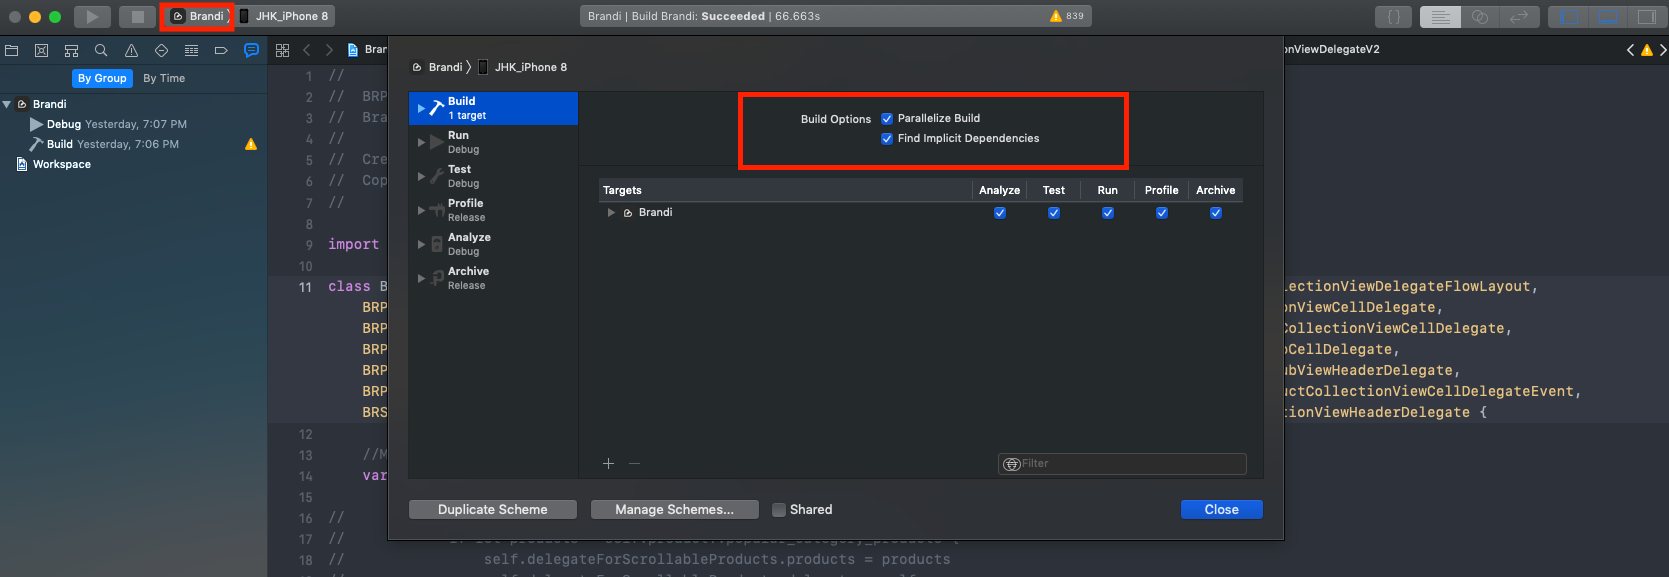 Brandi JHK_iPhone 8
Brandi | Build Brandi: Succeeded | 66.663s 839
By Group By Time
Brandi
Debug Yesterday, 7:07 PM
Build Yesterday, 7:06 PM
Workspace
Bran
nViewDelegateV2
1 //
2 // BRP
3 // Bra
4 //
5 // Cre
6 // Cop
7 //
8
9 import
10
11 class B
lectionViewDelegateFlowLayout,
BRP
nViewCellDelegate,
BRP
CollectionViewCellDelegate,
BRP
CellDelegate,
BRP
bViewHeaderDelegate,
BRP
uctCollectionViewCellDelegateEvent,
BRS
tionViewHeaderDelegate {
12
13 //M
14 var
15
16 //
17 //
18 // self.delegateForScrollableProducts.products = products
Brandi JHK_iPhone 8
Build
1 target
Run
Debug
Test
Debug
Profile
Release
Analyze
Debug
Archive
Release
Build Options Parallelize Build
Find Implicit Dependencies
Targets Analyze Test Run Profile Archive
Brandi
Filter
Duplicate Scheme Manage Schemes... Shared Close